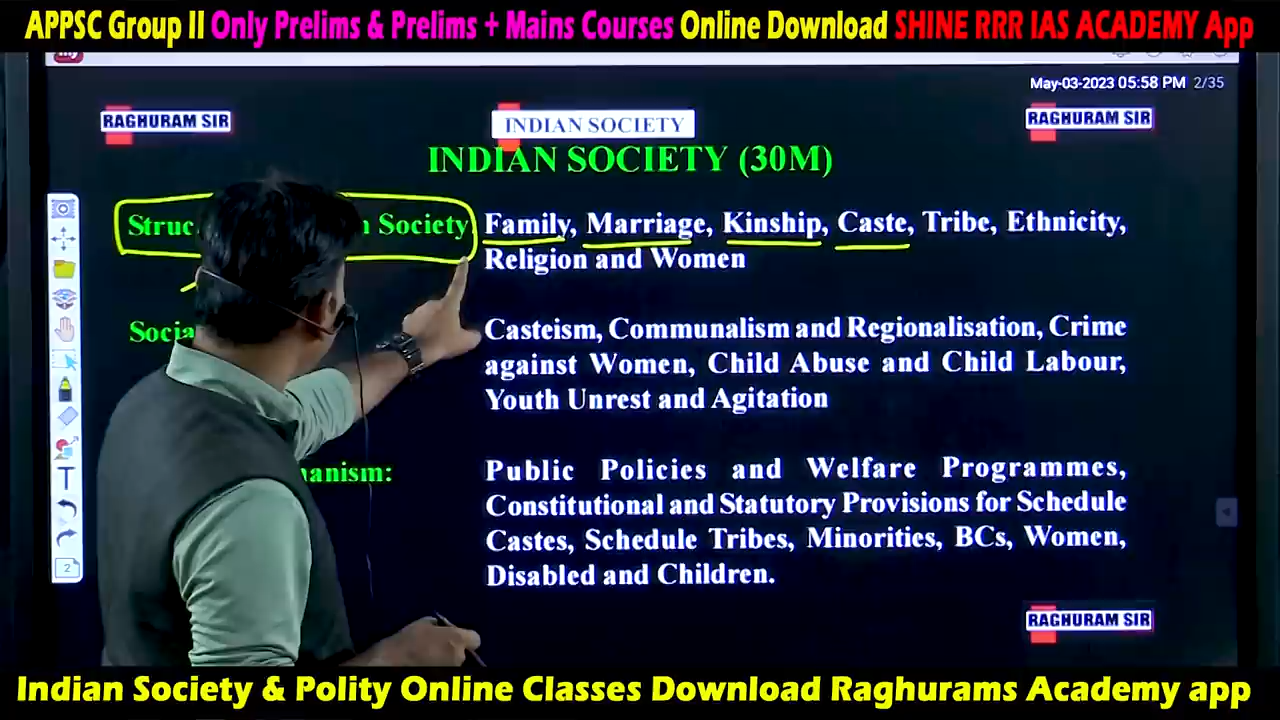 APPSC Group II Only Prelims & Prelims + Mains Courses Online Download SHINE RRR IAS ACADEMY App
May-03-2023 05:58 PM 2/35
RAGHURAM SIR
INDIAN SOCIETY
RAGHURAM SIR
INDIAN SOCIETY (30M)
Society Family, Marriage, Kinship, Caste, Tribe, Ethnicity,
Religion and Women
Casteism, Communalism and Regionalisation, Crime
against Women, Child Abuse and Child Labour,
Youth Unrest and Agitation
Public Policies and Welfare Programmes,
Constitutional and Statutory Provisions for Schedule
Castes, Schedule Tribes, Minorities, BCs, Women,
Disabled and Children.
T
2
RAGHURAM SIR
Indian Society & Polity Online Classes Download Raghurams Academy app